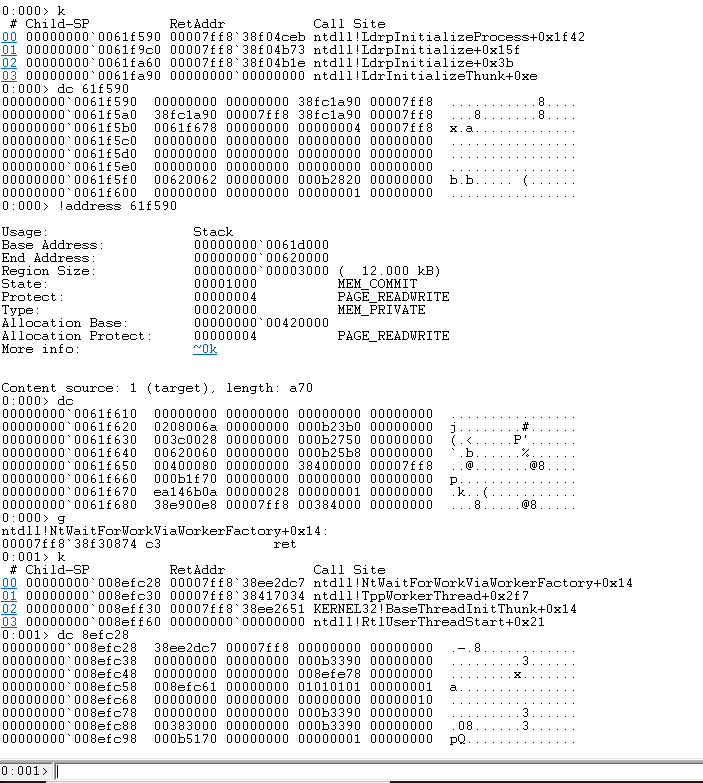 0:000> k
 # Child-SP          RetAddr           Call Site
00 00000000`0061f590 00007ff8`38f04ceb ntdll!LdrpInitializeProcess+0x1f42
01 00000000`0061f9c0 00007ff8`38f04b73 ntdll!LdrpInitialize+0x15f
02 00000000`0061fa60 00007ff8`38f04b1e ntdll!LdrpInitialize+0x3b
03 00000000`0061fa90 00000000`00000000 ntdll!LdrInitializeThunk+0xe
0:000> dc 61f590
00000000`0061f590  00000000 00000000 38fc1a90 00007ff8  ...........8....
00000000`0061f5a0  38fc1a90 00007ff8 38fc1a90 00007ff8  ...8.......8....
00000000`0061f5b0  0061f678 00000000 00000004 00007ff8  x.a.............
00000000`0061f5c0  00000000 00000000 00000000 00000000  ................
00000000`0061f5d0  00000000 00000000 00000000 00000000  ................
00000000`0061f5e0  00000000 00000000 00000000 00000000  ................
00000000`0061f5f0  00620062 00000000 000b2820 00000000  b.b..... (......
00000000`0061f600  00000000 00000000 00000001 00000000  ................
0:000> !address 61f590
Usage:                  Stack
Base Address:           00000000`0061d000
End Address:            00000000`00620000
Region Size:            00000000`00003000 (  12.000 kB)
State:                  00001000          MEM_COMMIT
Protect:                00000004          PAGE_READWRITE
Type:                   00020000          MEM_PRIVATE
Allocation Base:        00000000`00420000
Allocation Protect:     00000004          PAGE_READWRITE
More info:              ~0k
Content source: 1 (target), length: a70
0:000> dc
00000000`0061f610  00000000 00000000 00000000 00000000  ................
00000000`0061f620  0208006a 00000000 000b23b0 00000000  j........#......
00000000`0061f630  003c0028 00000000 000b2750 00000000  (.<.....P'......
00000000`0061f640  00620060 00000000 000b25b8 00000000  `.b......%......
00000000`0061f650  00400080 00000000 38400000 00007ff8  ..@.......@8....
00000000`0061f660  000b1f70 00000000 00000000 00000000  p...............
00000000`0061f670  ea146b0a 00000028 00000001 00000000  .k..(...........
00000000`0061f680  38e900e8 00007ff8 00384000 00000000  ...8.....@8.....
0:000> g
ntdll!NtWaitForWorkViaWorkerFactory+0x14:
00007ff8`38f30874 c3              ret
0:001> k
 # Child-SP          RetAddr           Call Site
00 00000000`008efc28 00007ff8`38ee2dc7 ntdll!NtWaitForWorkViaWorkerFactory+0x14
01 00000000`008efc30 00007ff8`38417034 ntdll!TppWorkerThread+0x2f7
02 00000000`008eff30 00007ff8`38ee2651 KERNEL32!BaseThreadInitThunk+0x14
03 00000000`008eff60 00000000`00000000 ntdll!RtlUserThreadStart+0x21
0:001> dc 8efc28
00000000`008efc28  38ee2dc7 00007ff8 00000000 00000000  .-.8............
00000000`008efc38  00000000 00000000 000b3390 00000000  .........3......
00000000`008efc48  00000000 00000000 008efe78 00000000  ........x.......
00000000`008efc58  008efc61 00000000 01010101 00000001  a...............
00000000`008efc68  00000000 00000000 00000010 00000000  ................
00000000`008efc78  00000000 00000000 000b3390 00000000  .........3......
00000000`008efc88  00383000 00000000 000b3390 00000000  .08......3......
00000000`008efc98  000b5170 00000000 00000001 00000000  pQ..............
0:001>